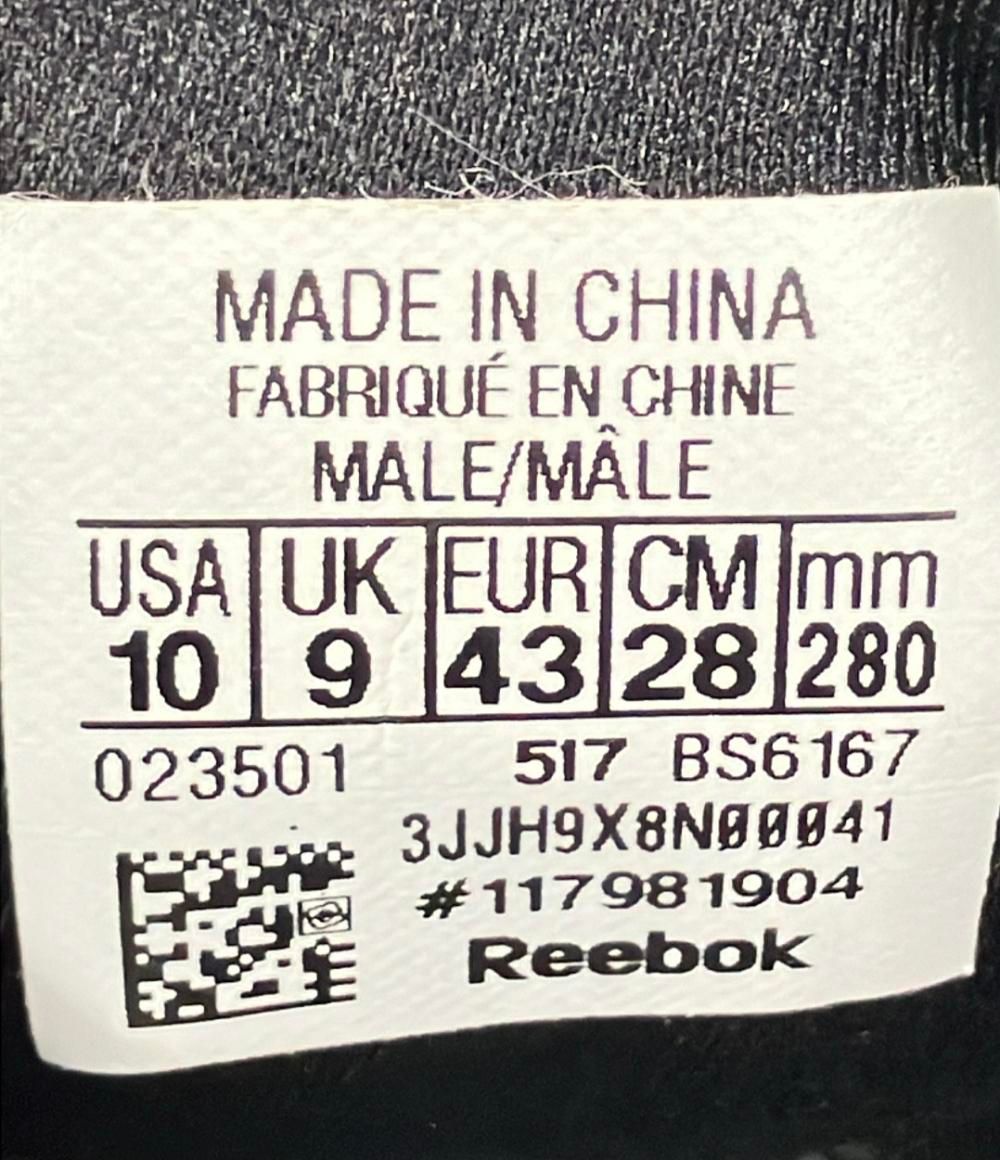 MADE IN CHINA
FABRIQUÉ EN CHINE
MALE/MÂLE
USA UK EUR CM mm
10 9 43 28 280
023501 517 BS6167
3JJH9X8N00041
#117981904
Reebok